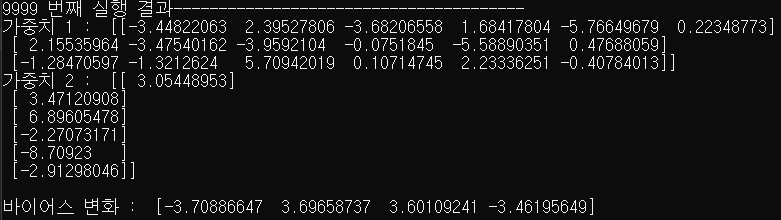 9999 번째 실행 결과---------------------------------------
가중치 1 :  [[-3.44822063  2.39527806 -3.68206558  1.68417804 -5.76649679  0.22348773]
 [ 2.15535964 -3.47540162 -3.9592104  -0.0751845  -5.58890351  0.47688059]
 [-1.28470597 -1.3212624   5.70942019  0.10714745  2.23336251 -0.40784013]]
가중치 2 :  [[ 3.05448953]
 [ 3.47120908]
 [ 6.89605478]
 [-2.27073171]
 [-8.70923   ]
 [-2.91298046]]
바이어스 변화 :  [-3.70886647  3.69658737  3.60109241 -3.46195649]